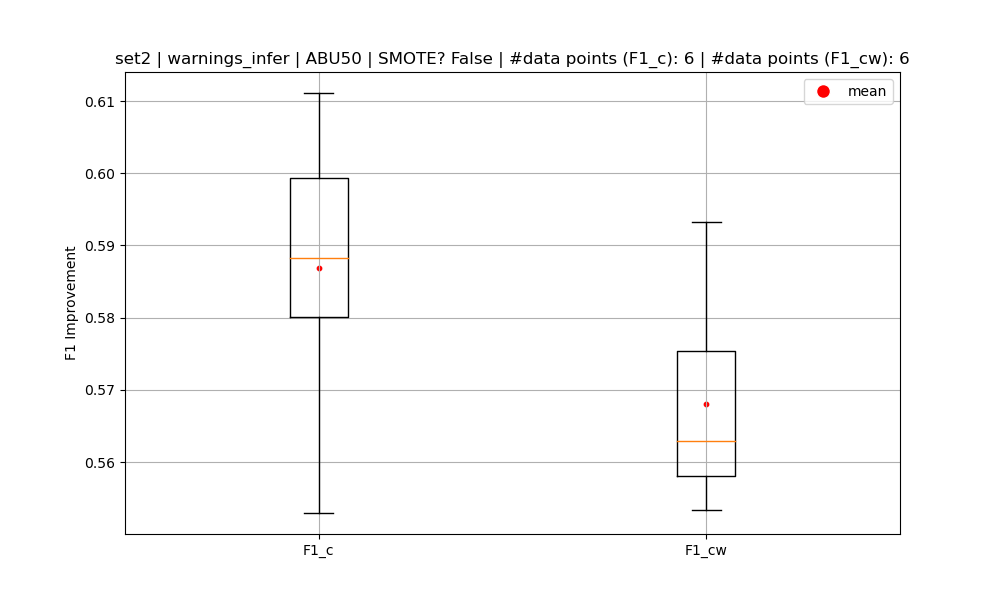 set2 | warnings_infer | ABU50 | SMOTE? False | #data points (F1_c): 6 | #data points (F1_cw): 6
mean
0.61
0.60
0.59
0.58
0.57
0.56
F1 Improvement
F1_c
F1_cw